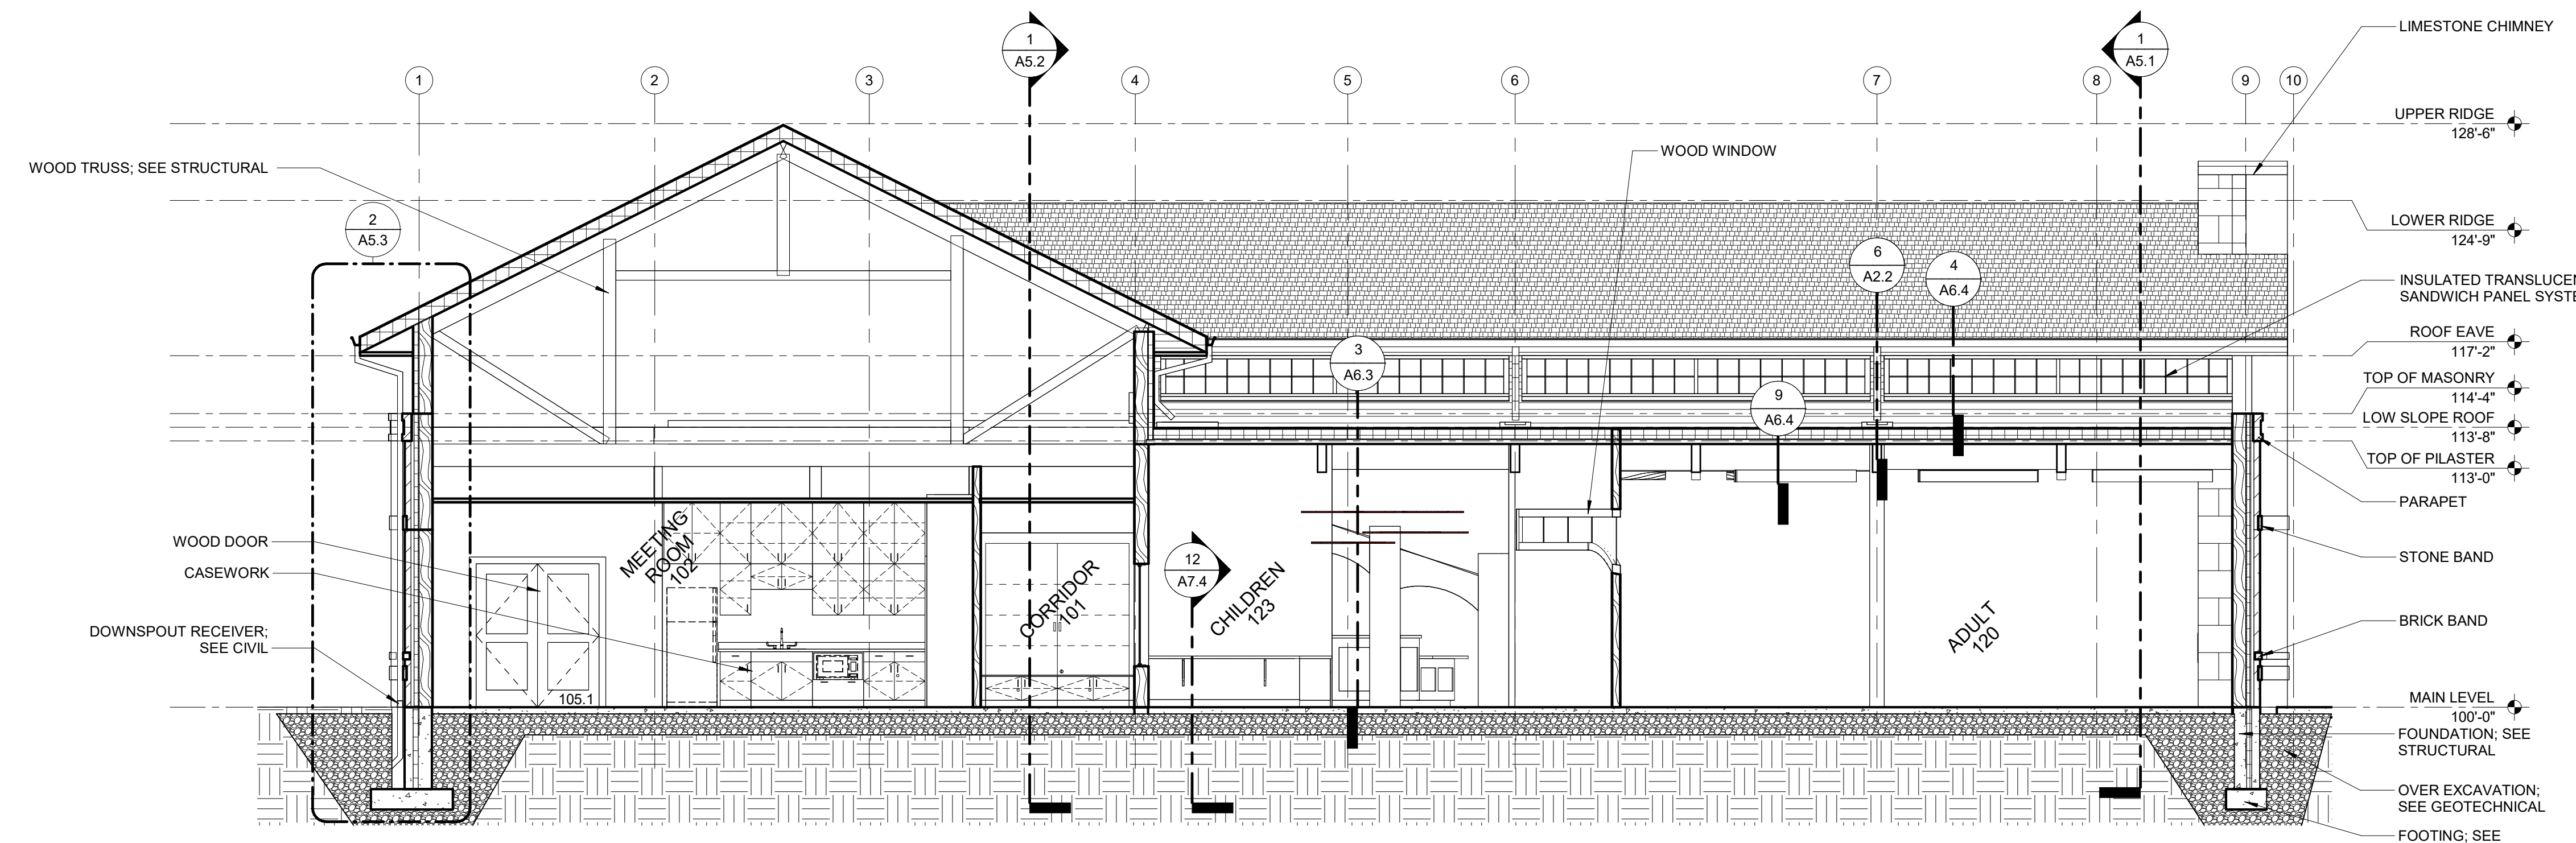 1
A5.2
1
A5.1
LIMESTONE CHIMNEY
1
2
3
4
5
6
7
8
9
10
UPPER RIDGE
128'-6"
WOOD TRUSS; SEE STRUCTURAL
WOOD WINDOW
2
A5.3
LOWER RIDGE
124'-9"
6
A2.2
4
A6.4
INSULATED TRANSLUCEN
SANDWICH PANEL SYSTE
3
A6.3
ROOF EAVE
117'-2"
9
A6.4
TOP OF MASONRY
114'-4"
LOW SLOPE ROOF
113'-8"
TOP OF PILASTER
113'-0"
PARAPET
WOOD DOOR
CASEWORK
MEETING
ROOM
102
CORRIDOR
101
12
A7.4
CHILDREN
123
ADULT
120
STONE BAND
DOWNSPOUT RECEIVER;
SEE CIVIL
BRICK BAND
105.1
MAIN LEVEL
100'-0"
FOUNDATION; SEE
STRUCTURAL
OVER EXCAVATION;
SEE GEOTECHNICAL
FOOTING; SEE